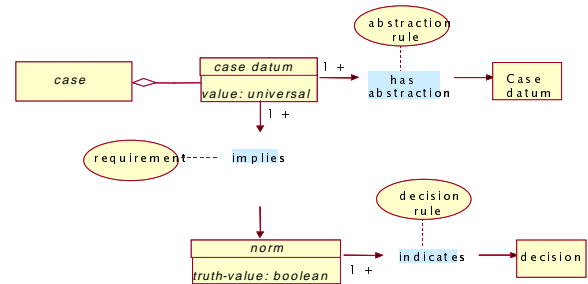 abstraction
rule
case
case datum
value: universal
1 +
has
abstraction
Case
datum
1 +
requirement
implies
decision
rule
norm
truth-value: boolean
1 +
indicates
decision